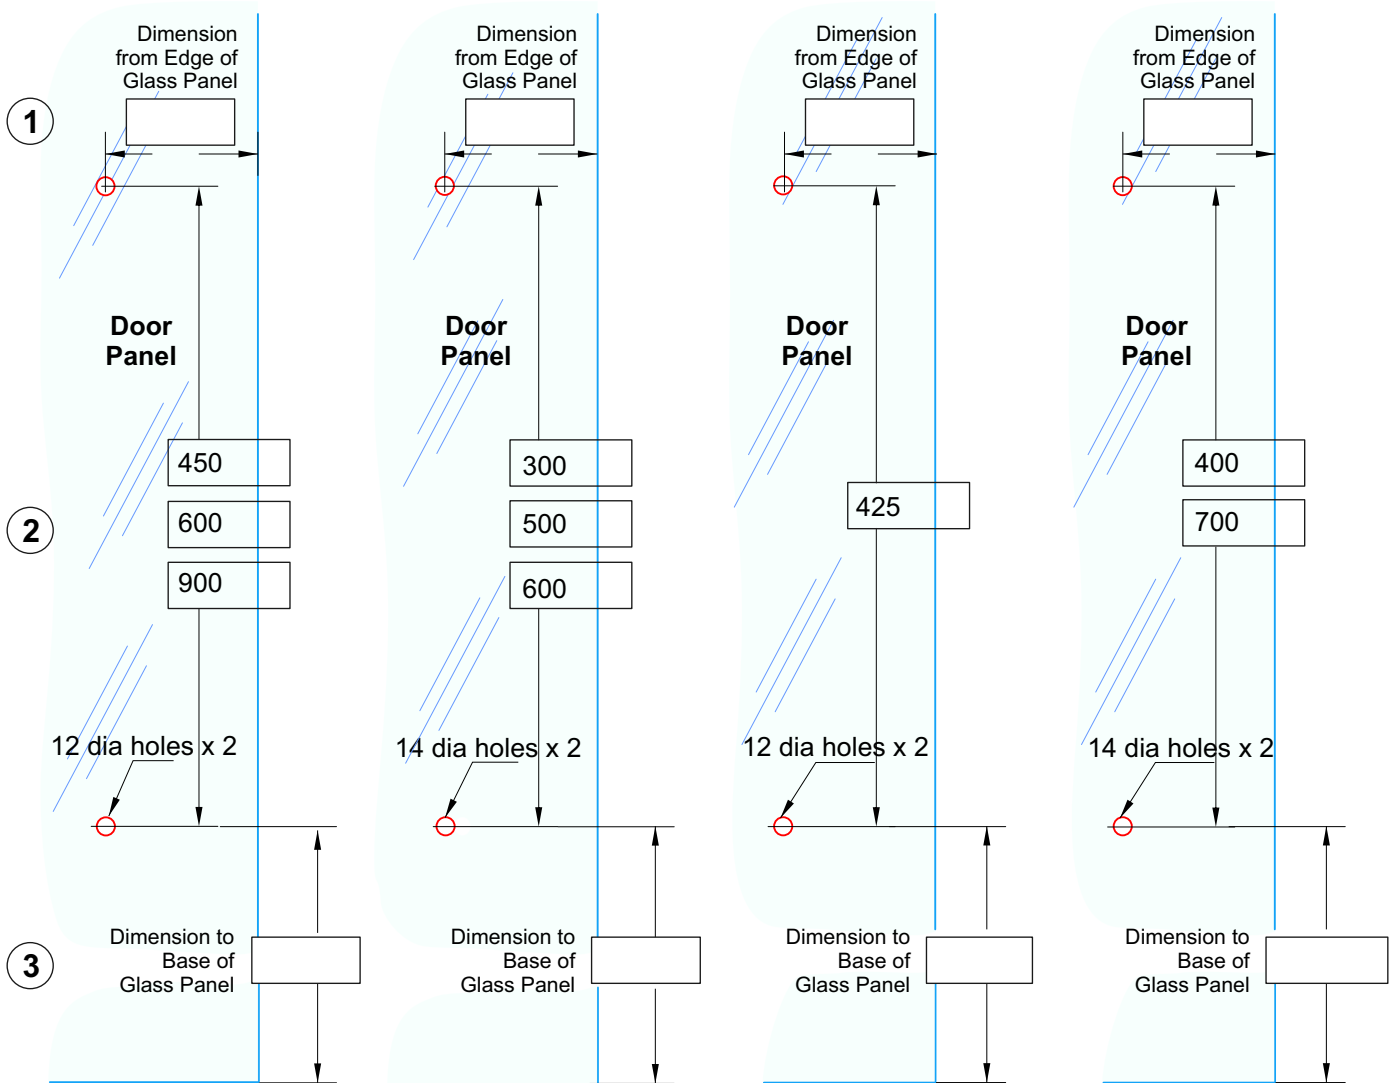 Dimension
from Edge of
Glass Panel
Dimension
from Edge of
Glass Panel
Dimension
from Edge of
Glass Panel
Dimension
from Edge of
Glass Panel
1
Door
Panel
Door
Panel
Door
Panel
Door
Panel
2
450
600
900
300
500
600
425
400
700
12 dia holes x 2
14 dia holes x 2
12 dia holes x 2
14 dia holes x 2
3
Dimension to
Base of
Glass Panel
Dimension to
Base of
Glass Panel
Dimension to
Base of
Glass Panel
Dimension to
Base of
Glass Panel